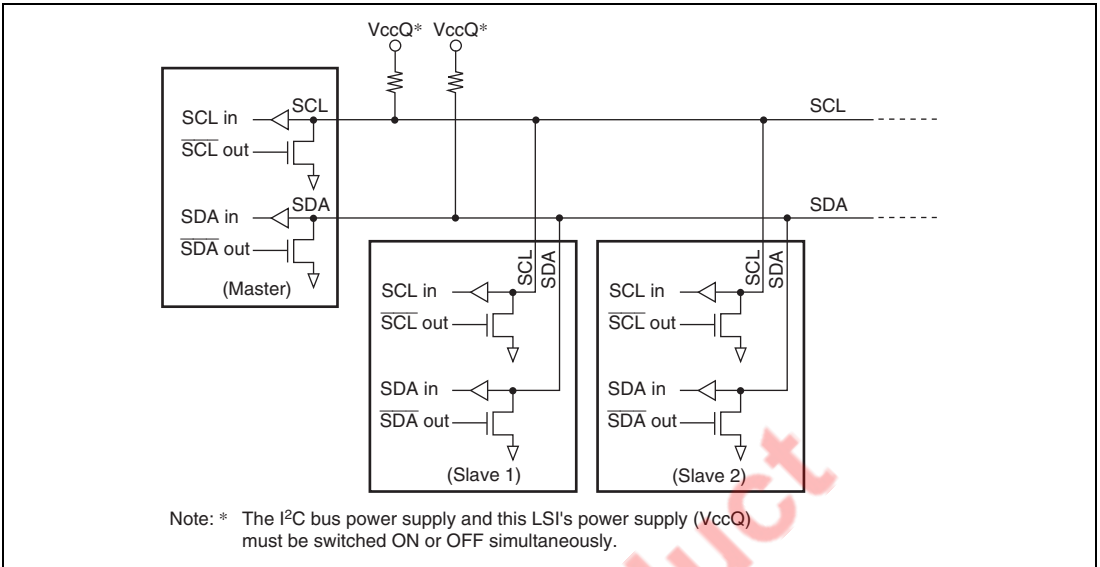 VccQ* VccQ*
SCL in
SCL
SCL out
SDA in
SDA
SDA out
(Master)
SCL
SDA
SCL
SDA
SCL in
SCL out
SDA in
SDA out
(Slave 1)
SCL
SDA
SCL in
SCL out
SDA in
SDA out
(Slave 2)
Note: * The I²C bus power supply and this LSI's power supply (VccQ)
must be switched ON or OFF simultaneously.